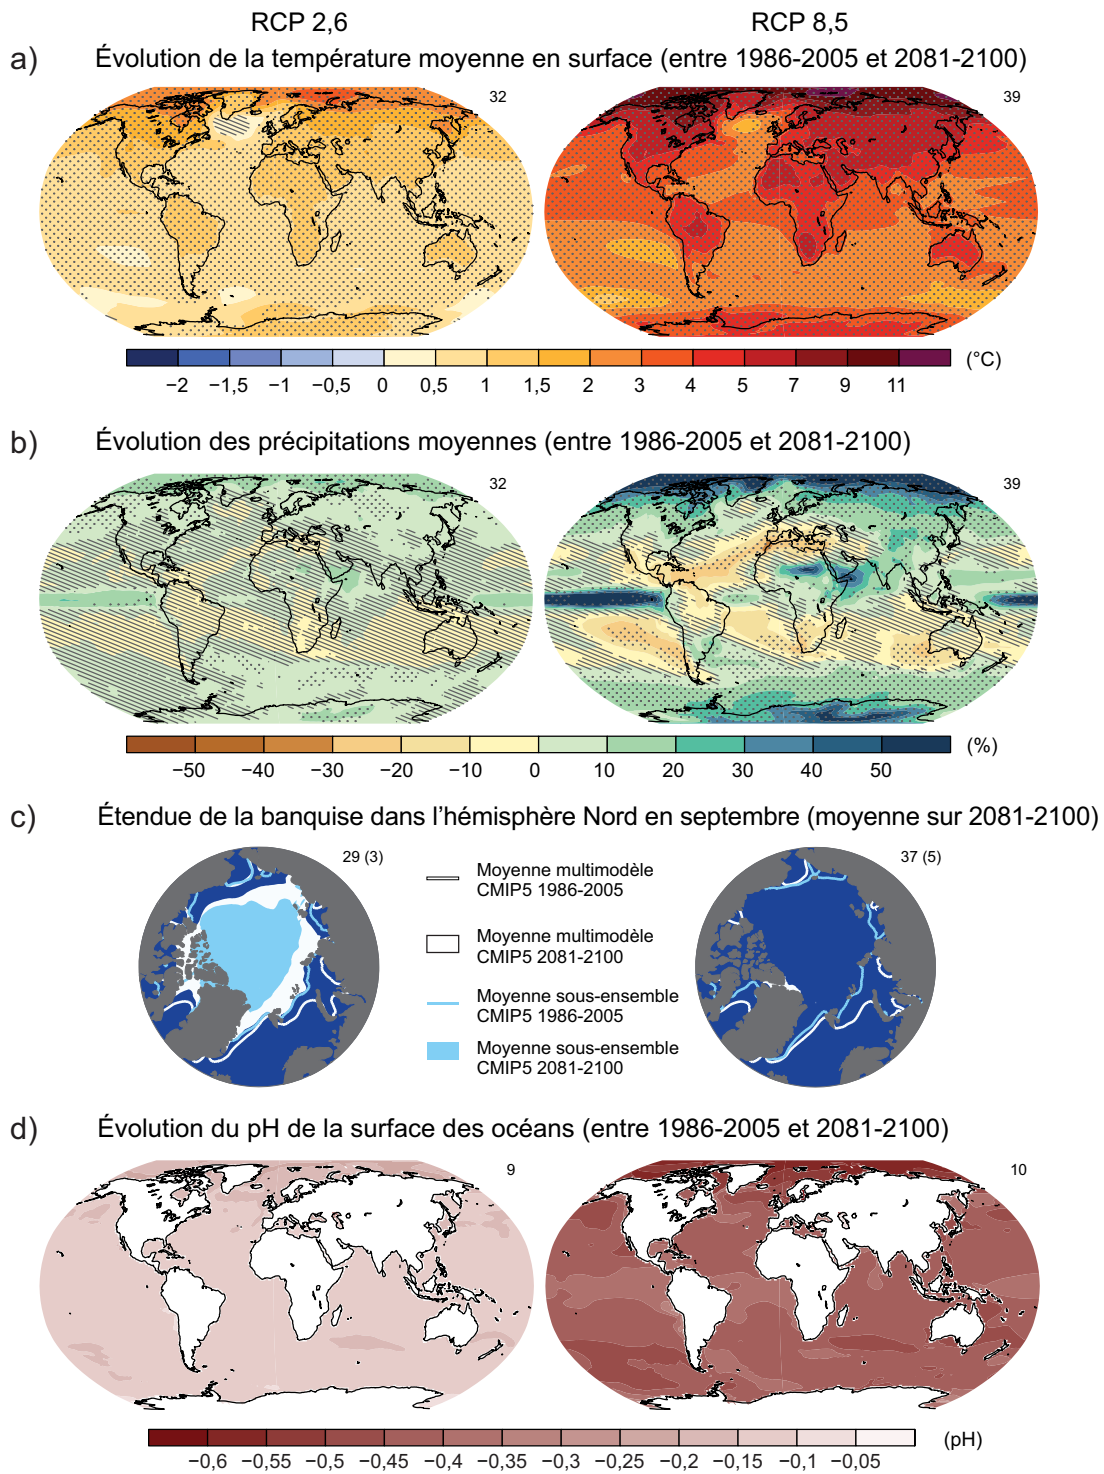 RCP 2,6
RCP 8,5
a) Évolution de la température moyenne en surface (entre 1986-2005 et 2081-2100)
32
39
−2 −1,5 −1 −0,5 0 0,5 1 1,5 2 3 4 5 7 9 11 (°C)
b) Évolution des précipitations moyennes (entre 1986-2005 et 2081-2100)
32
39
−50 −40 −30 −20 −10 0 10 20 30 40 50 (%)
c) Étendue de la banquise dans l'hémisphère Nord en septembre (moyenne sur 2081-2100)
29 (3)
37 (5)
Moyenne multimodèle
CMIP5 1986-2005
Moyenne multimodèle
CMIP5 2081-2100
Moyenne sous-ensemble
CMIP5 1986-2005
Moyenne sous-ensemble
CMIP5 2081-2100
d) Évolution du pH de la surface des océans (entre 1986-2005 et 2081-2100)
9
10
−0,6 −0,55 −0,5 −0,45 −0,4 −0,35 −0,3 −0,25 −0,2 −0,15 −0,1 −0,05 (pH)